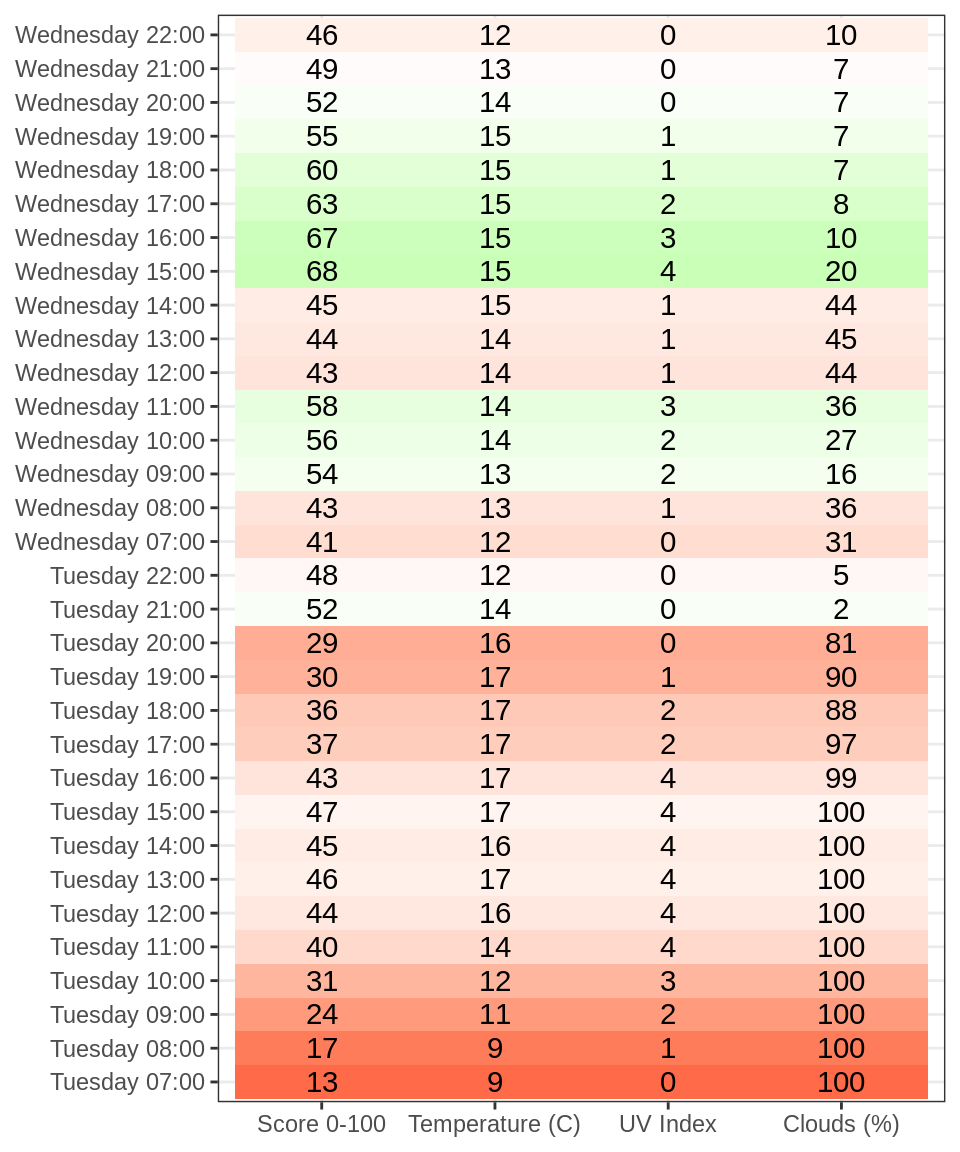 Wednesday 22:00 46 12 0 10
Wednesday 21:00 49 13 0 7
Wednesday 20:00 52 14 0 7
Wednesday 19:00 55 15 1 7
Wednesday 18:00 60 15 1 7
Wednesday 17:00 63 15 2 8
Wednesday 16:00 67 15 3 10
Wednesday 15:00 68 15 4 20
Wednesday 14:00 45 15 1 44
Wednesday 13:00 44 14 1 45
Wednesday 12:00 43 14 1 44
Wednesday 11:00 58 14 3 36
Wednesday 10:00 56 14 2 27
Wednesday 09:00 54 13 2 16
Wednesday 08:00 43 13 1 36
Wednesday 07:00 41 12 0 31
Tuesday 22:00 48 12 0 5
Tuesday 21:00 52 14 0 2
Tuesday 20:00 29 16 0 81
Tuesday 19:00 30 17 1 90
Tuesday 18:00 36 17 2 88
Tuesday 17:00 37 17 2 97
Tuesday 16:00 43 17 4 99
Tuesday 15:00 47 17 4 100
Tuesday 14:00 45 16 4 100
Tuesday 13:00 46 17 4 100
Tuesday 12:00 44 16 4 100
Tuesday 11:00 40 14 4 100
Tuesday 10:00 31 12 3 100
Tuesday 09:00 24 11 2 100
Tuesday 08:00 17 9 1 100
Tuesday 07:00 13 9 0 100
Score 0-100 Temperature (C) UV Index Clouds (%)